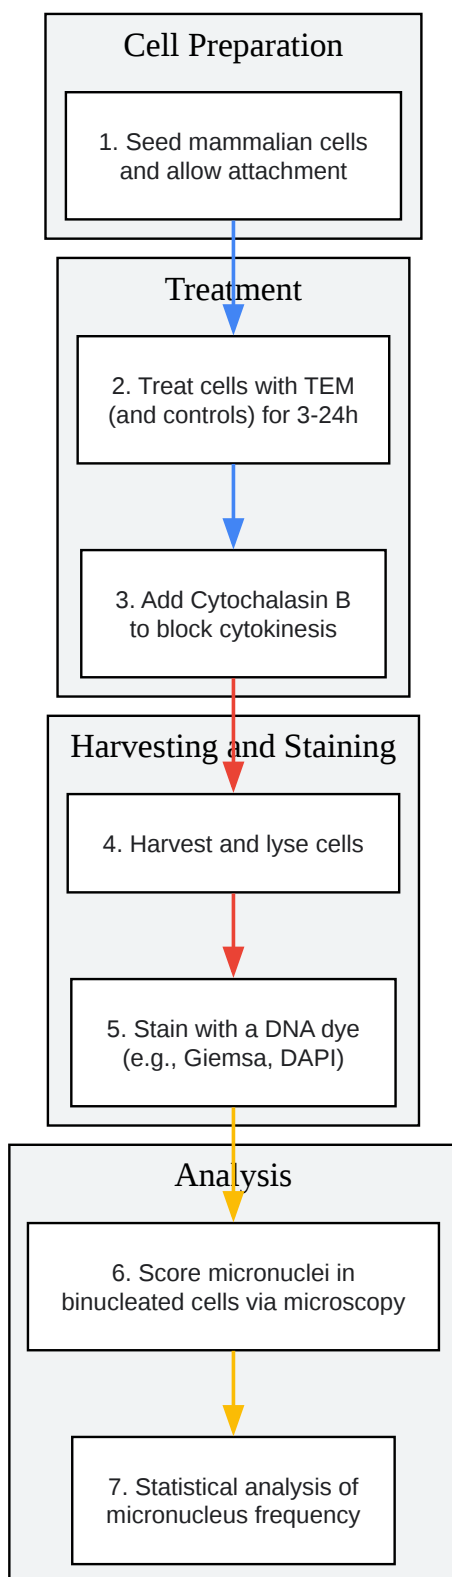 Cell Preparation
1. Seed mammalian cells
and allow attachment
Treatment
2. Treat cells with TEM
(and controls) for 3-24h
3. Add Cytochalasin B
to block cytokinesis
Harvesting and Staining
4. Harvest and lyse cells
5. Stain with a DNA dye
(e.g., Giemsa, DAPI)
Analysis
6. Score micronuclei in
binucleated cells via microscopy
7. Statistical analysis of
micronucleus frequency